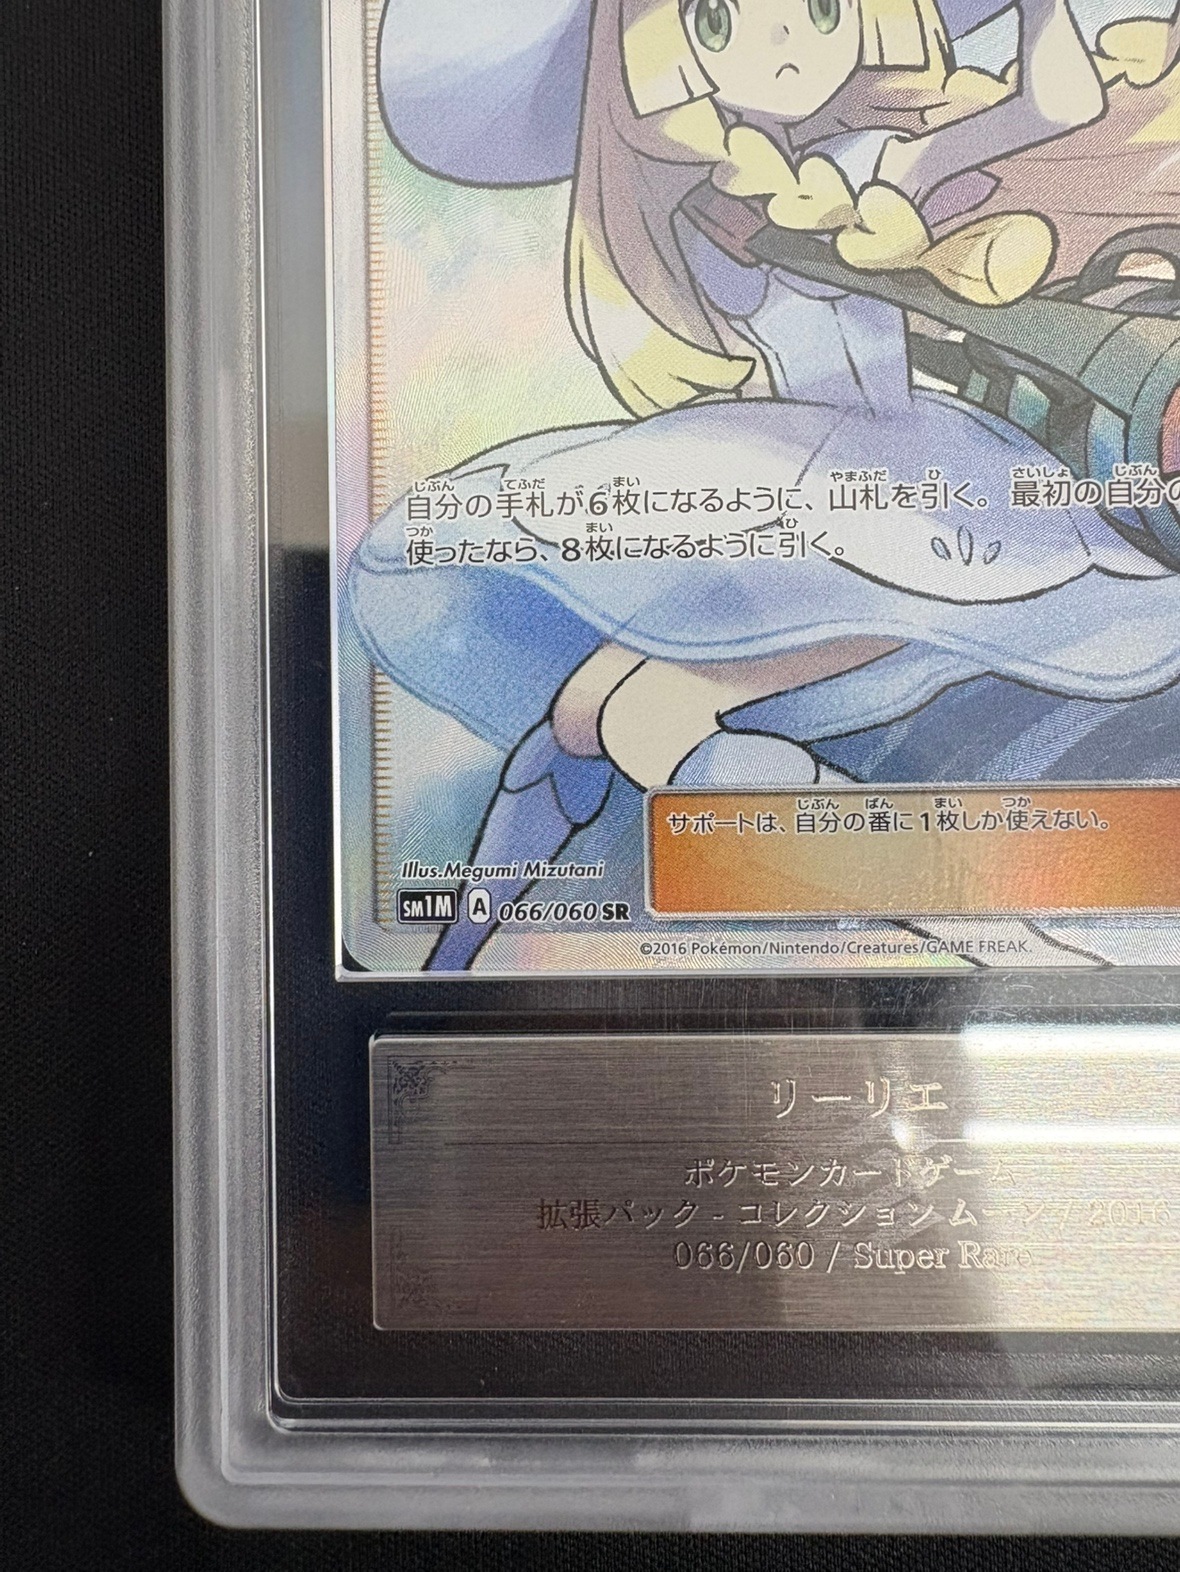 自分の手札が6枚になるように、山札を引く。最初の自分の
使ったなら、8枚になるように引く。
サポートは、自分の番に1枚しか使えない。
Illus.Megumi Mizutani
SM1M A 066/060 SR
©2016 Pokémon/Nintendo/Creatures/GAME FREAK.
リーリエ
ポケモンカードゲーム
拡張パック - コレクション ムーン / 2016
066/060 / Super Rare